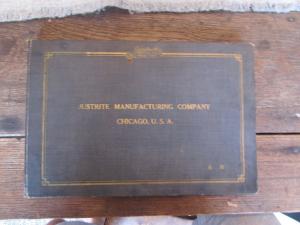 JUSTRITE MANUFACTURING COMPANY
CHICAGO, U. S. A.